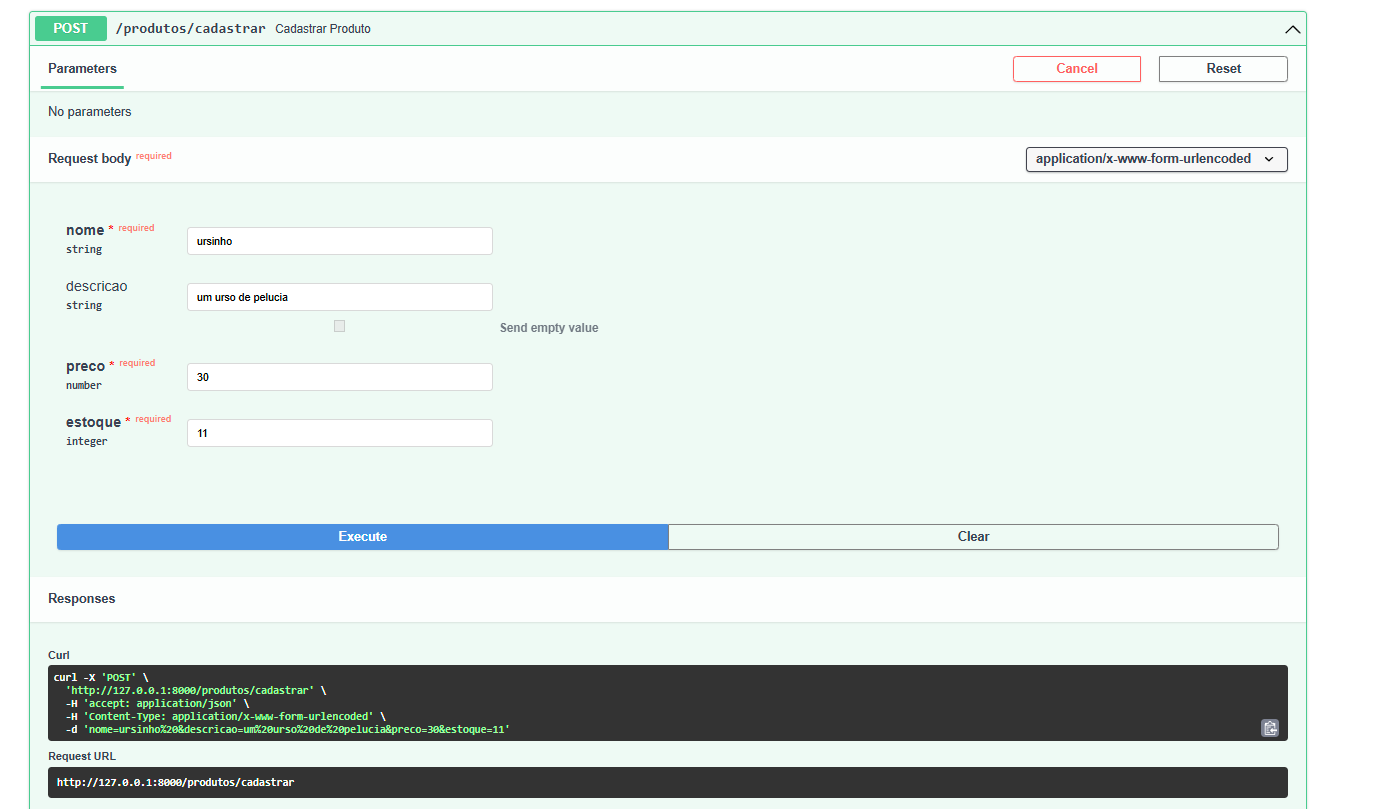 POST /produtos/cadastrar Cadastrar Produto
Parameters
Cancel
Reset
No parameters
Request body required
application/x-www-form-urlencoded
nome * required
string
ursinho
descricao
string
um urso de pelucia
Send empty value
preco * required
number
30
estoque * required
integer
11
Execute
Clear
Responses
Curl
curl -X 'POST' \
'http://127.0.0.1:8000/produtos/cadastrar' \
-H 'accept: application/json' \
-H 'Content-Type: application/x-www-form-urlencoded' \
-d 'nome=ursinho%20&descricao=um%20urso%20de%20pelucia&preco=30&estoque=11'
Request URL
http://127.0.0.1:8000/produtos/cadastrar